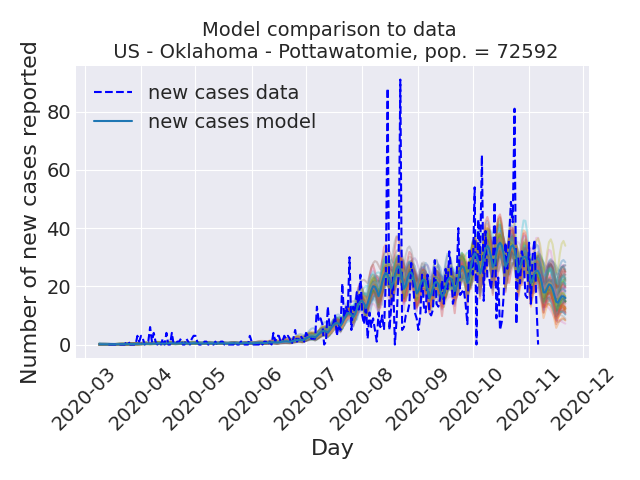 Model comparison to data
US - Oklahoma - Pottawatomie, pop. = 72592
Number of new cases reported
new cases data
new cases model
80
60
40
20
0
2020-03
2020-04
2020-05
2020-06
2020-07
2020-08
2020-09
2020-10
2020-11
2020-12
Day